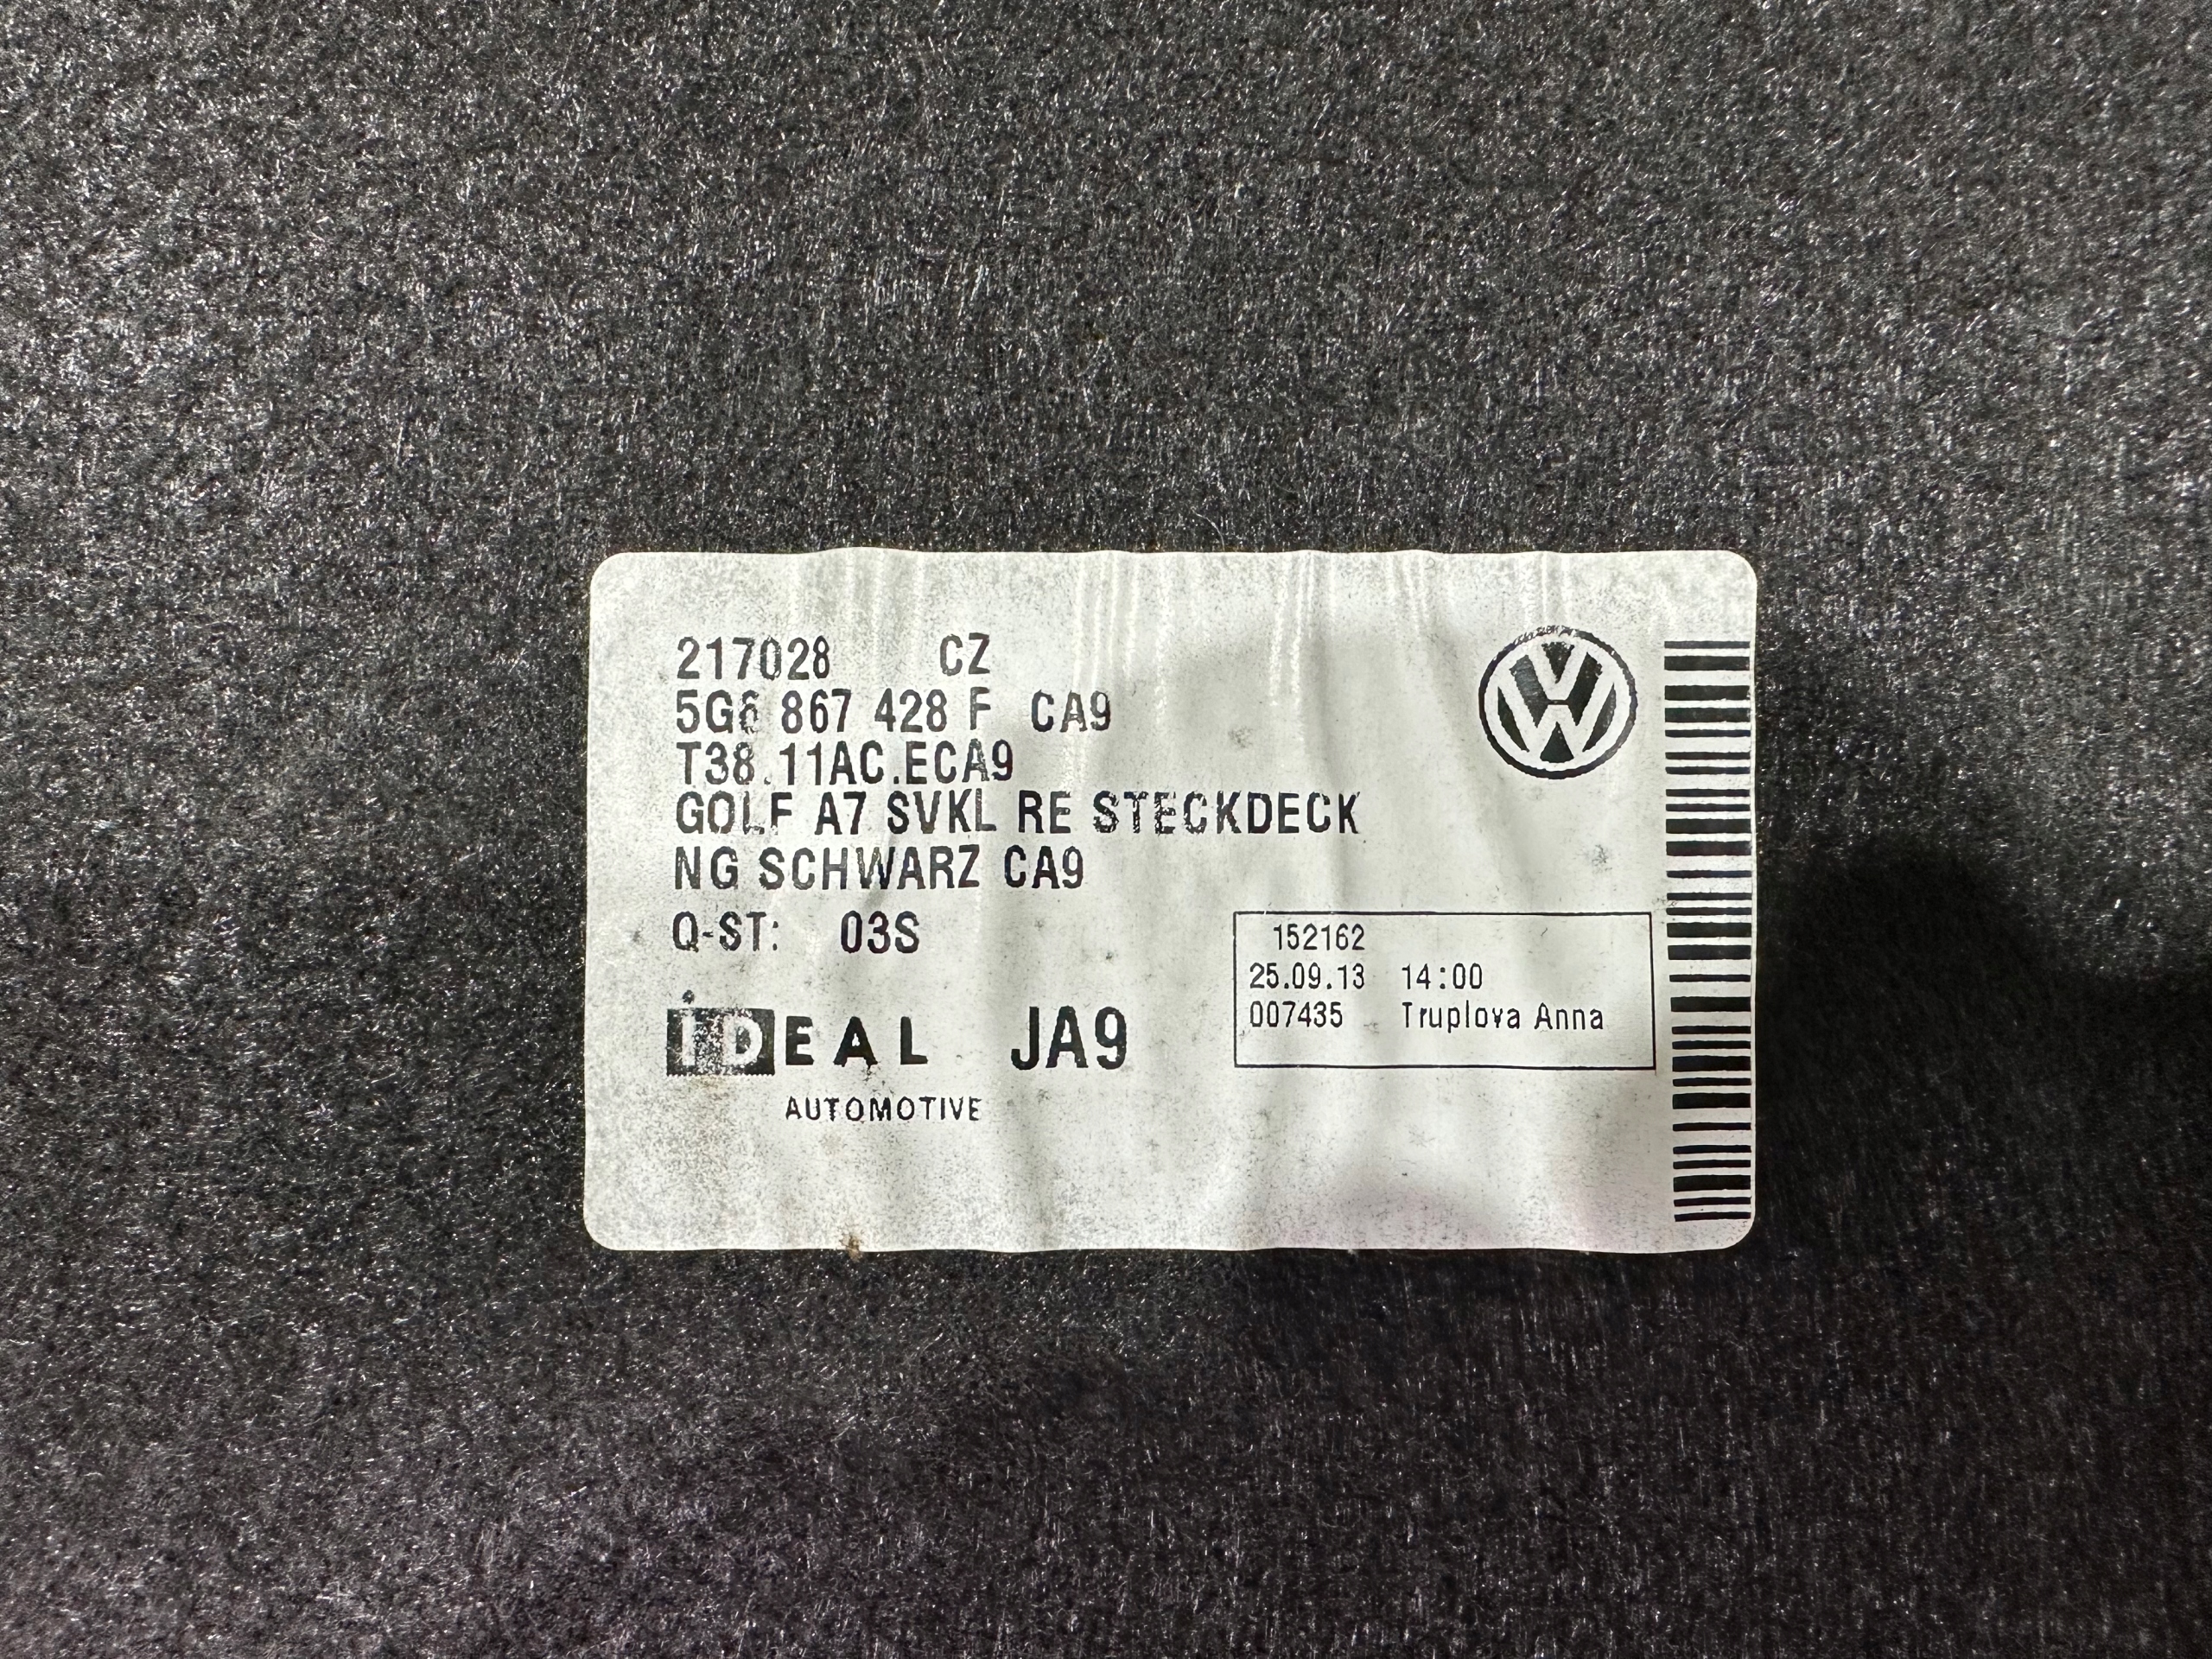 217028 CZ
5G6 867 428 F CA9
T38.11AC.ECA9
GOLF A7 SVKL RE STECKDECK
NG SCHWARZ CA9
Q-ST: 03S
152162
25.09.13 14:00
007435 Truplova Anna
iDEAL JA9
AUTOMOTIVE